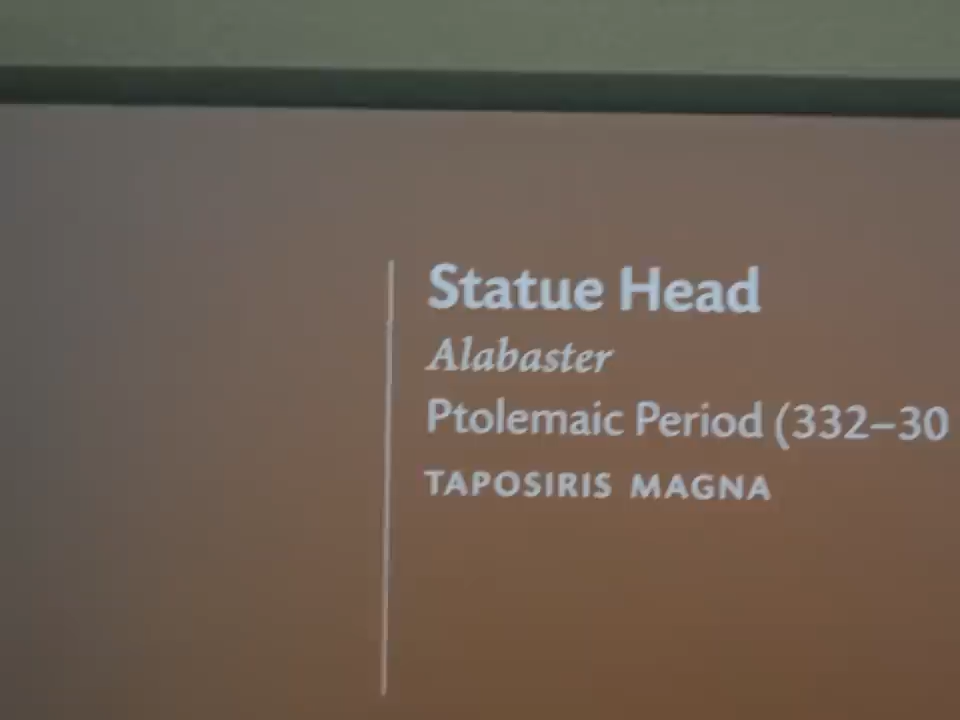 Statue Head
Alabaster
Ptolemaic Period (332–30
TAPOSIRIS MAGNA